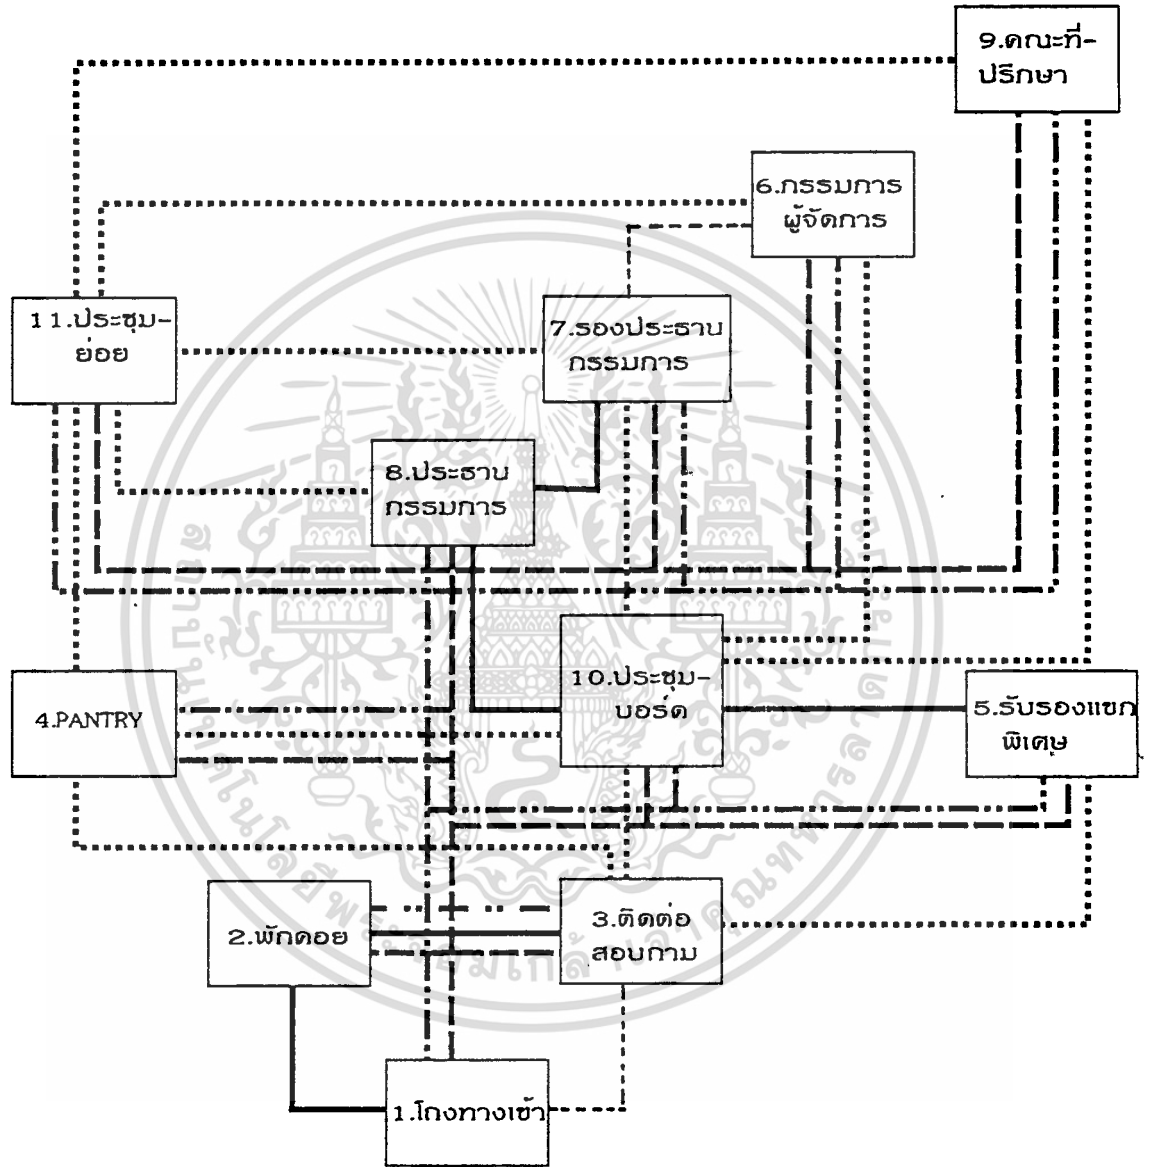 9.คณะที่-
ปรึกษา
6.กรรมการ
ผู้จัดการ
11.ประชุม-
ย่อย
7.รองประธาน
กรรมการ
8.ประธาน
กรรมการ
10.ประชุม-
บอร์ด
4.PANTRY
5.รับรองแขก
พิเศษ
2.พักคอย
3.ติดต่อ
สอบถาม
1.โถงทางเข้า